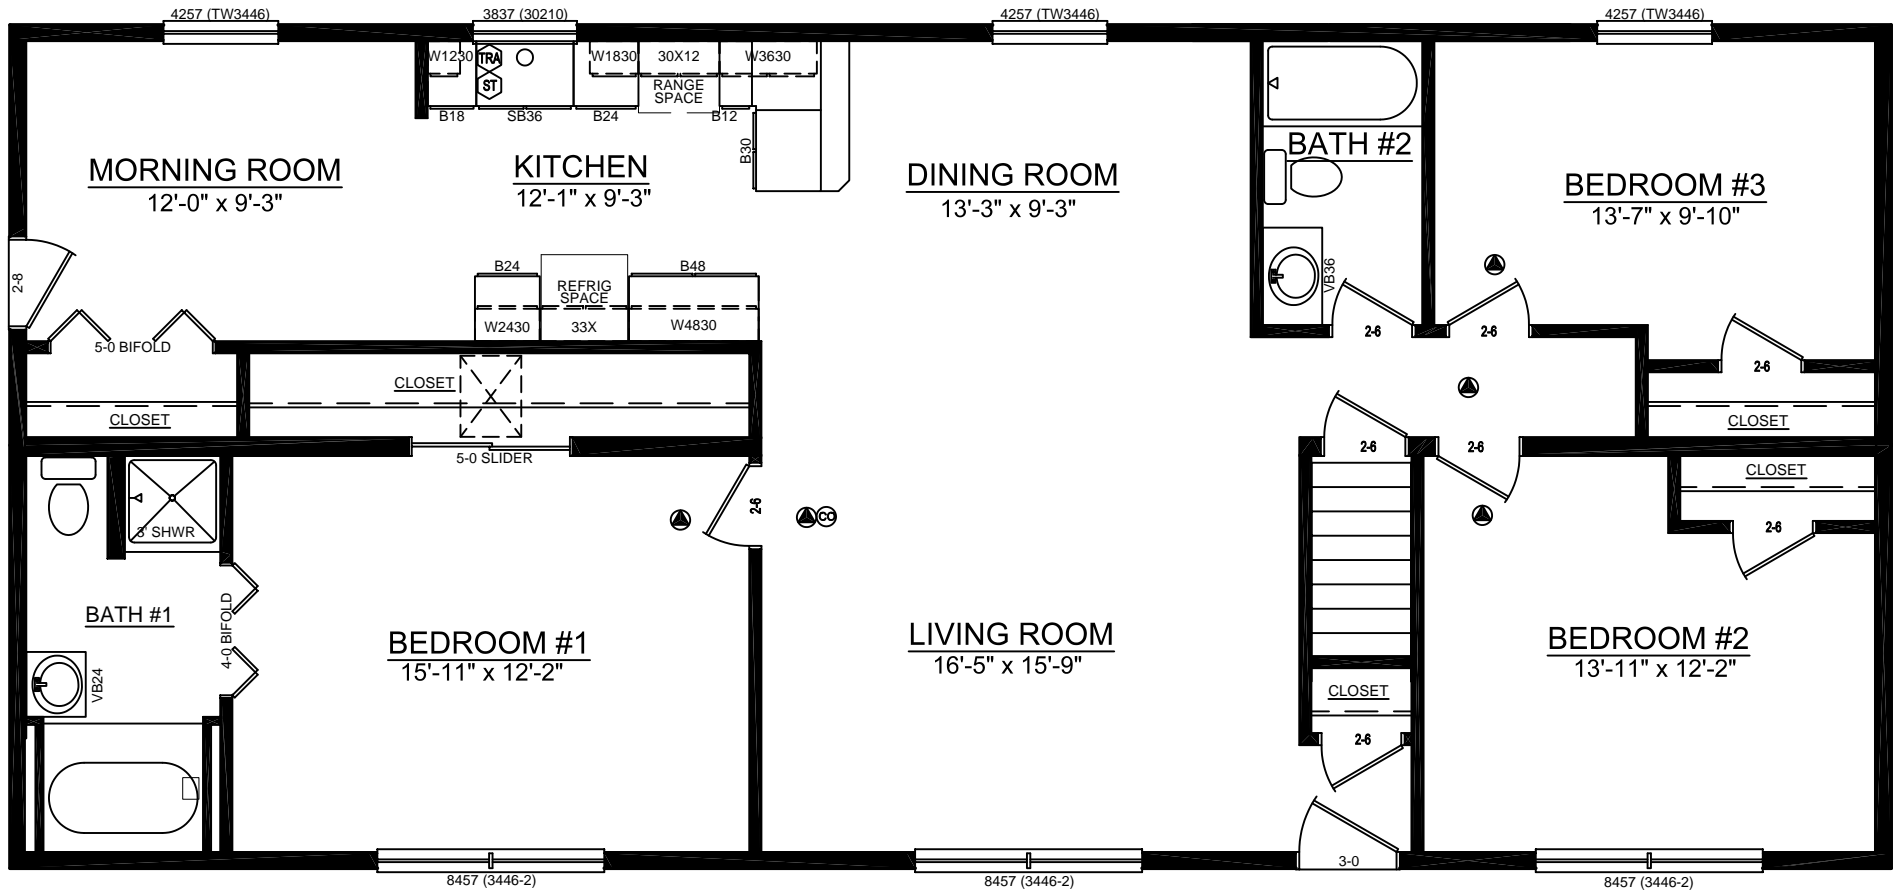 4257 (TW3446)
3837 (30210)
4257 (TW3446)
4257 (TW3446)
W1230
TRA
ST
W1830
30X12
W3630
RANGE
SPACE
B18
SB36
B24
B12
B30
MORNING ROOM
12'-0" x 9'-3"
KITCHEN
12'-1" x 9'-3"
DINING ROOM
13'-3" x 9'-3"
BATH #2
BEDROOM #3
13'-7" x 9'-10"
2-8
B24
REFRIG
SPACE
B48
W2430
33X
W4830
VB36
2-6
2-6
2-6
5-0 BIFOLD
CLOSET
CLOSET
CLOSET
5-0 SLIDER
2-6
2-6
2-6
CO
CLOSET
2-6
3' SHWR
BATH #1
4-0 BIFOLD
VB24
BEDROOM #1
15'-11" x 12'-2"
LIVING ROOM
16'-5" x 15'-9"
BEDROOM #2
13'-11" x 12'-2"
CLOSET
2-6
3-0
8457 (3446-2)
8457 (3446-2)
8457 (3446-2)